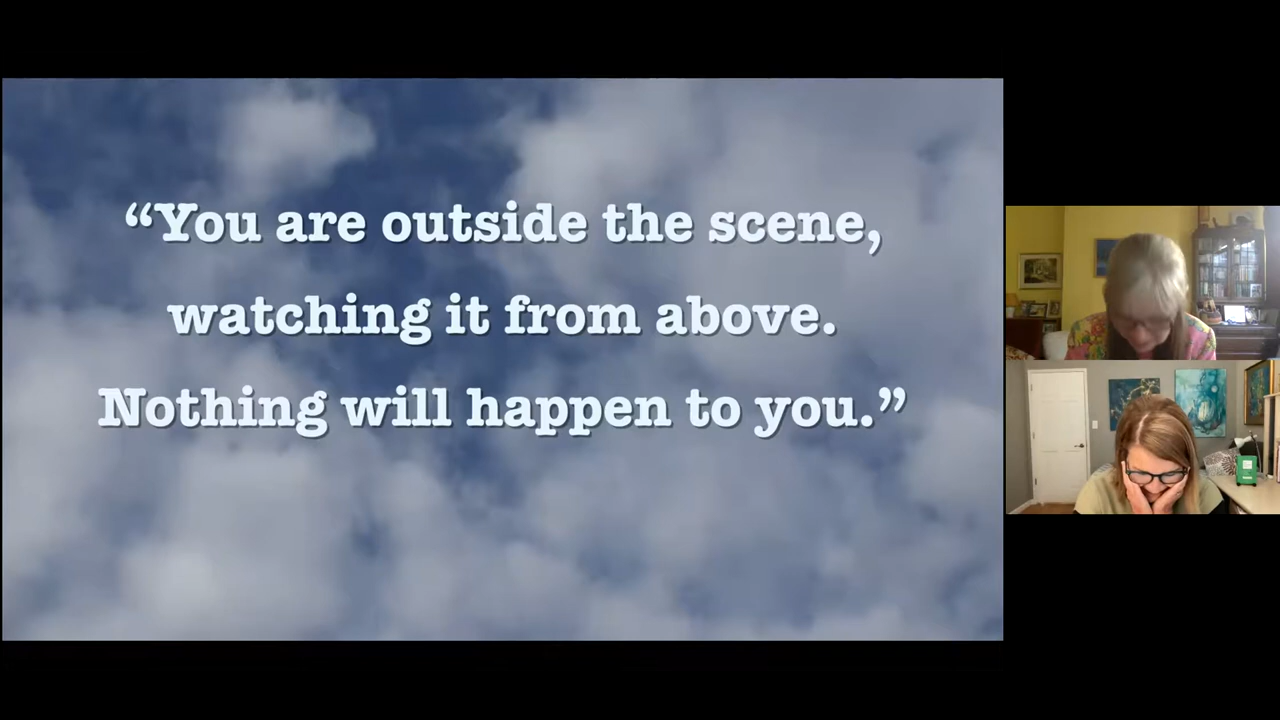 “You are outside the scene,
watching it from above.
Nothing will happen to you.”